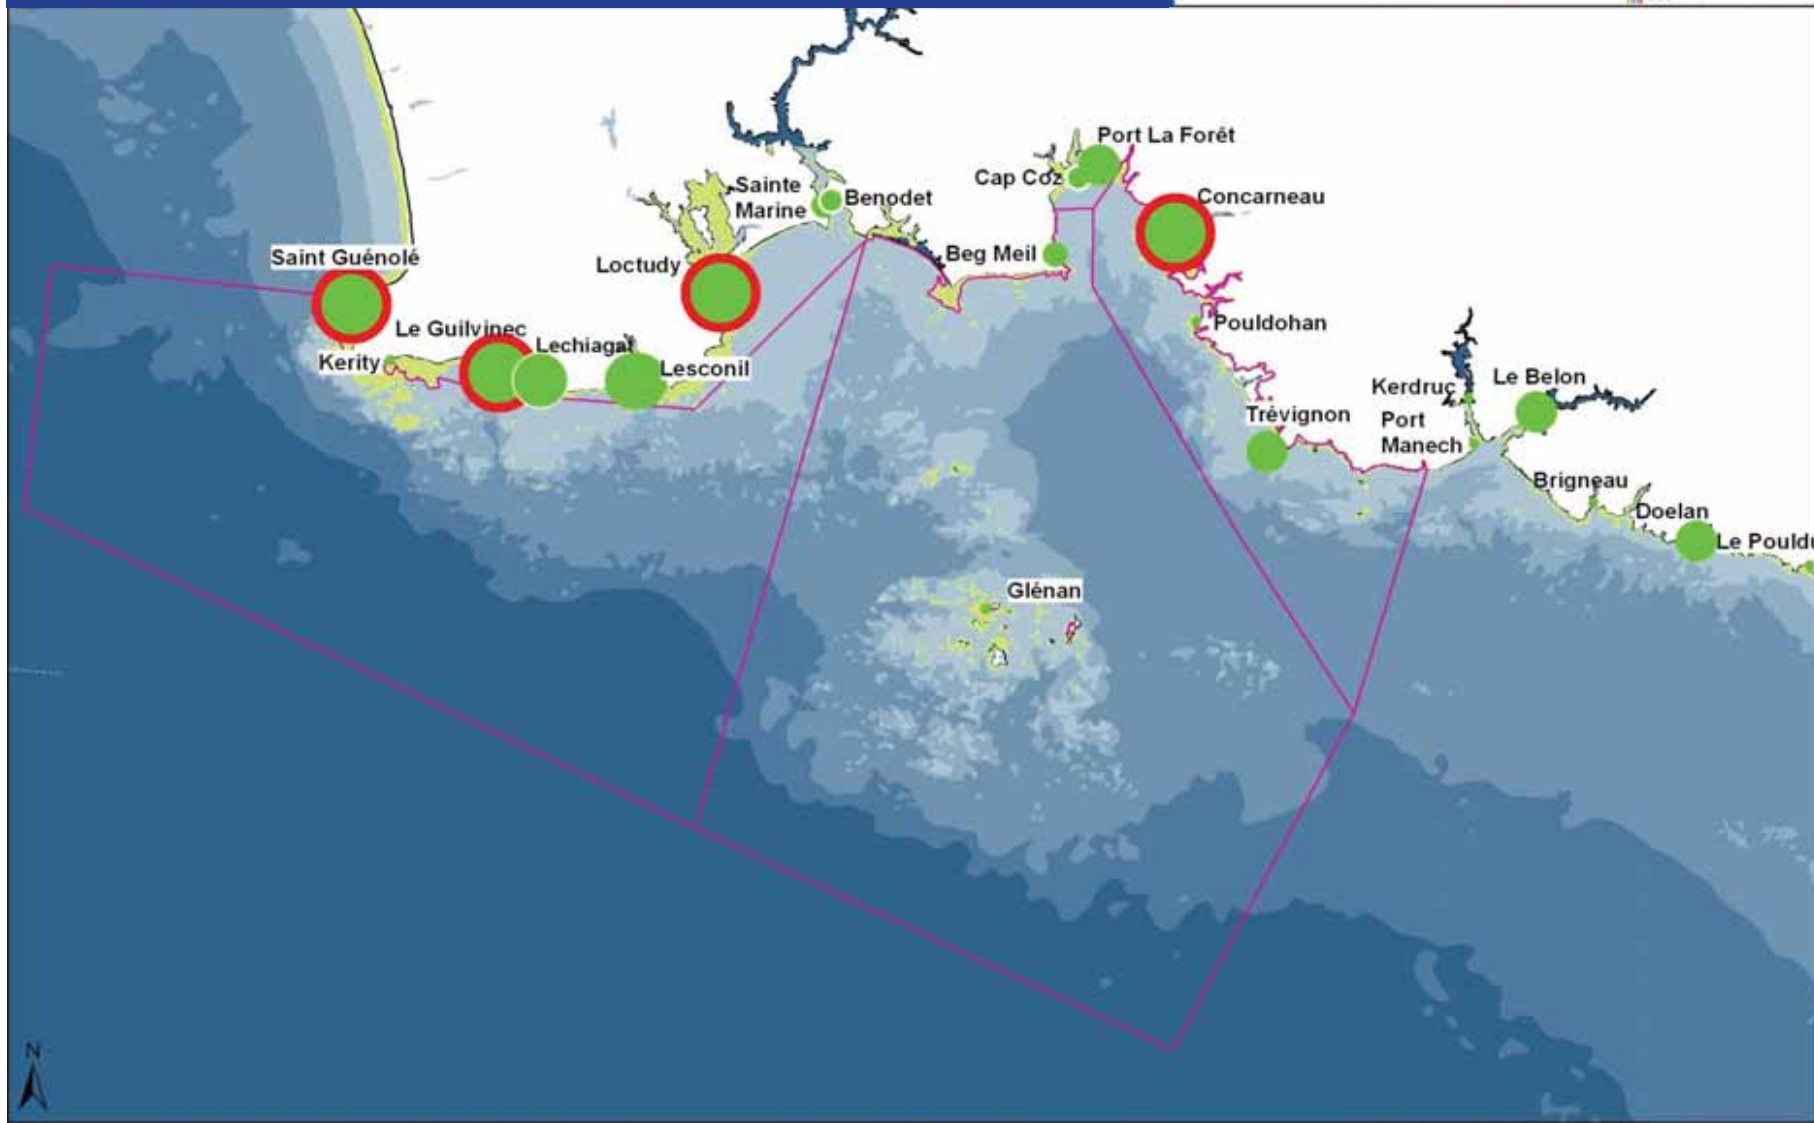 Port La Forêt
Cap Coz
Sainte
Marine
Benodet
Concarneau
Saint Guénolé
Loctudy
Beg Meil
Le Guilvinec
Pouldohan
Lechiagat
Kerity
Lesconil
Kerdruc
Le Belon
Trévignon
Port
Manech
Brigneau
Doelan
Le Pouldu
Glénan
N